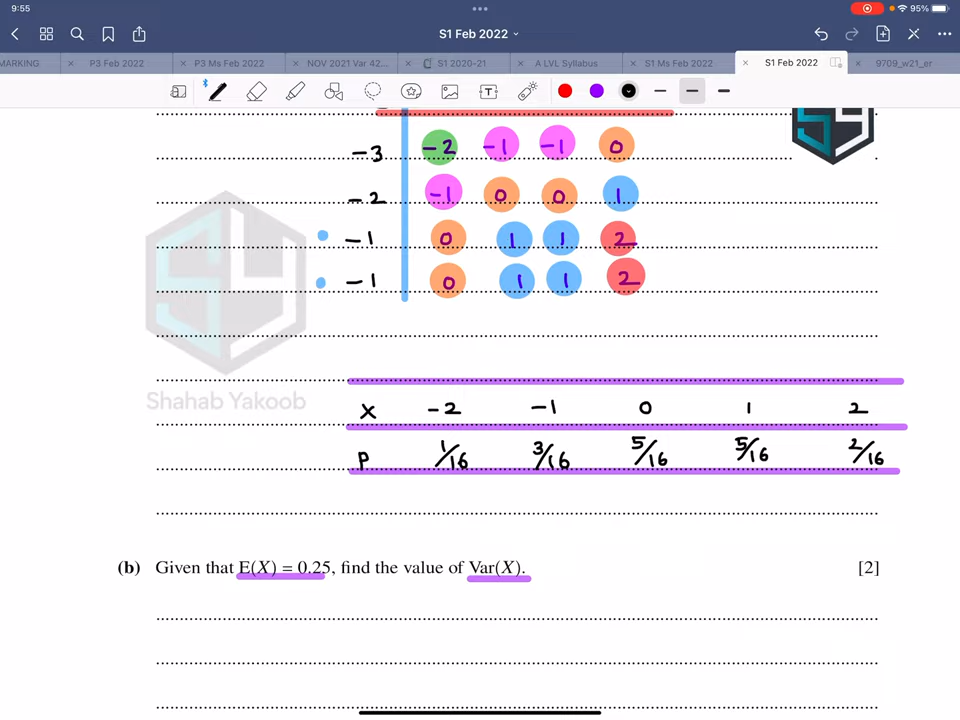 9:55
95%
S1 Feb 2022
MARKING
P3 Feb 2022
P3 Ms Feb 2022
NOV 2021 Var 42...
S1 2020-21
A LVL Syllabus
S1 Ms Feb 2022
S1 Feb 2022
9709_w21_er
-3 -2 -1 -1 0
-2 -1 0 0 1
-1 0 1 1 2
-1 0 1 1 2
Shahab Yakoob
X -2 -1 0 1 2
P 1/16 3/16 5/16 5/16 2/16
(b) Given that E(X) = 0.25, find the value of Var(X). [2]